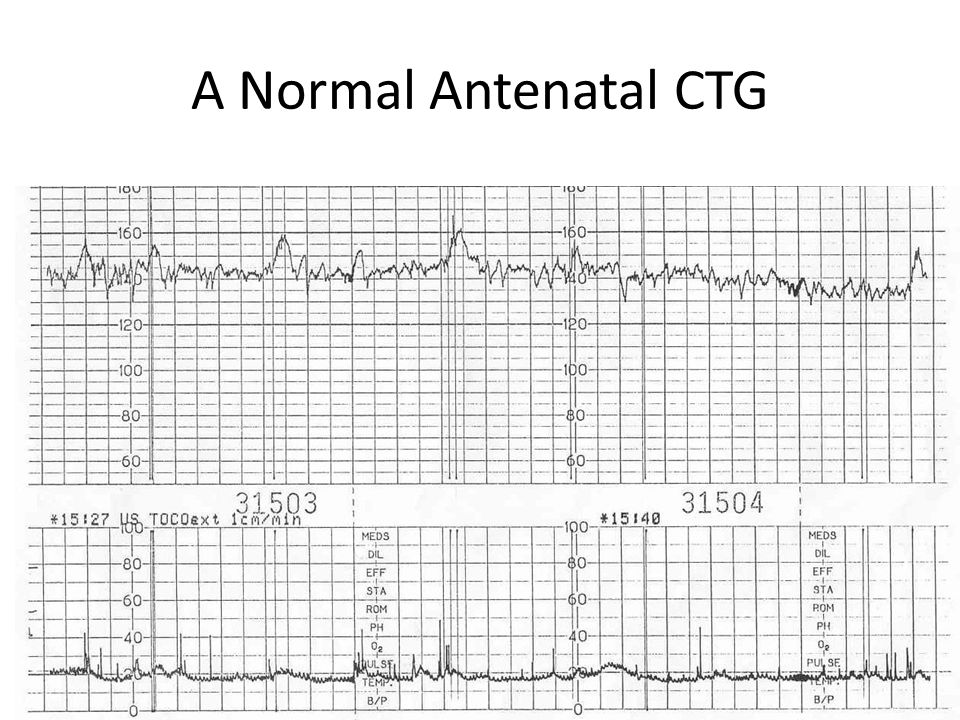 A Normal Antenatal CTG
180 180
160 160
140 140
120 120
100 100
80 80
60 60
31503 31504
*15:27 US TOCOext 1cm/min *15:40
100 100
80 80
60 60
40 40
20 20
0 0
MEDS
DIL
EFF
STA
ROM
PH
O₂
PULSE
TEMP.
B/P
MEDS
DIL
EFF
STA
ROM
PH
O₂
PULSE
TEMP.
B/P